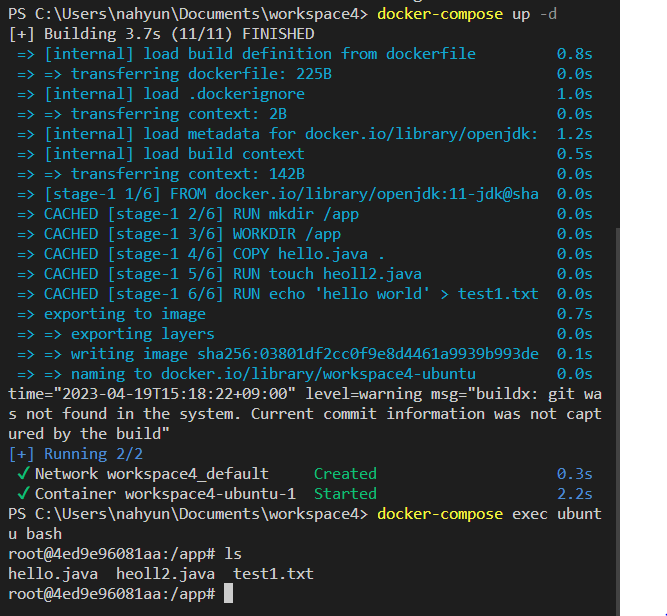 PS C:\Users\nahyun\Documents\workspace4> docker-compose up -d
[+] Building 3.7s (11/11) FINISHED
=> [internal] load build definition from dockerfile 0.8s
=> => transferring dockerfile: 225B 0.0s
=> [internal] load .dockerignore 1.0s
=> => transferring context: 2B 0.0s
=> [internal] load metadata for docker.io/library/openjdk: 1.2s
=> [internal] load build context 0.5s
=> => transferring context: 142B 0.0s
=> [stage-1 1/6] FROM docker.io/library/openjdk:11-jdk@sha 0.0s
=> CACHED [stage-1 2/6] RUN mkdir /app 0.0s
=> CACHED [stage-1 3/6] WORKDIR /app 0.0s
=> CACHED [stage-1 4/6] COPY hello.java . 0.0s
=> CACHED [stage-1 5/6] RUN touch heoll2.java 0.0s
=> CACHED [stage-1 6/6] RUN echo 'hello world' > test1.txt 0.0s
=> exporting to image 0.7s
=> => exporting layers 0.0s
=> => writing image sha256:03801df2cc0f9e8d4461a9939b993de 0.1s
=> => naming to docker.io/library/workspace4-ubuntu 0.0s
time="2023-04-19T15:18:22+09:00" level=warning msg="buildx: git wa
s not found in the system. Current commit information was not capt
ured by the build"
[+] Running 2/2
✓ Network workspace4_default Created 0.3s
✓ Container workspace4-ubuntu-1 Started 2.2s
PS C:\Users\nahyun\Documents\workspace4> docker-compose exec ubunt
u bash
root@4ed9e96081aa:/app# ls
hello.java heoll2.java test1.txt
root@4ed9e96081aa:/app#